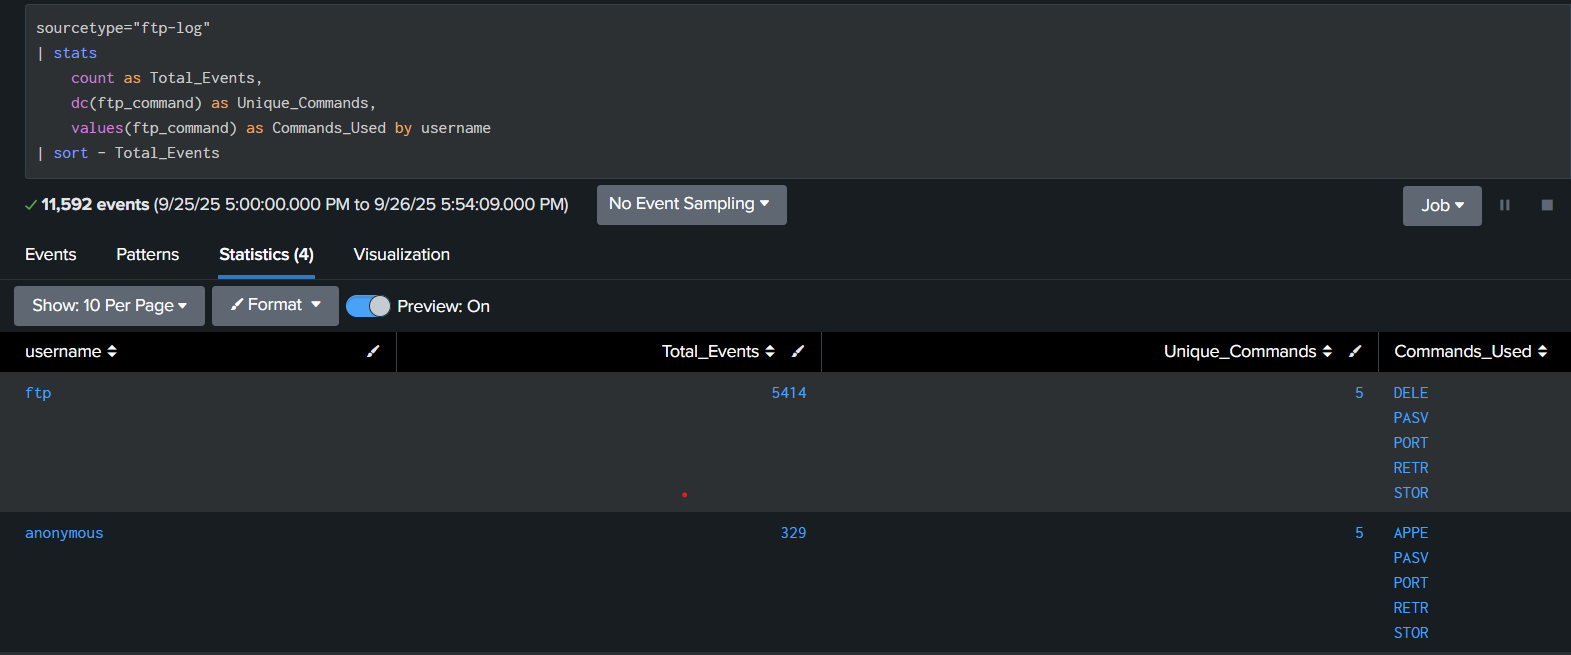 sourcetype="ftp-log"
| stats
count as Total_Events,
dc(ftp_command) as Unique_Commands,
values(ftp_command) as Commands_Used by username
| sort - Total_Events
11,592 events (9/25/25 5:00:00.000 PM to 9/26/25 5:54:09.000 PM) No Event Sampling Job
Events Patterns Statistics (4) Visualization
Show: 10 Per Page Format Preview: On
username Total_Events Unique_Commands Commands_Used
ftp 5414 5 DELE
PASV
PORT
RETR
STOR
anonymous 329 5 APPE
PASV
PORT
RETR
STOR